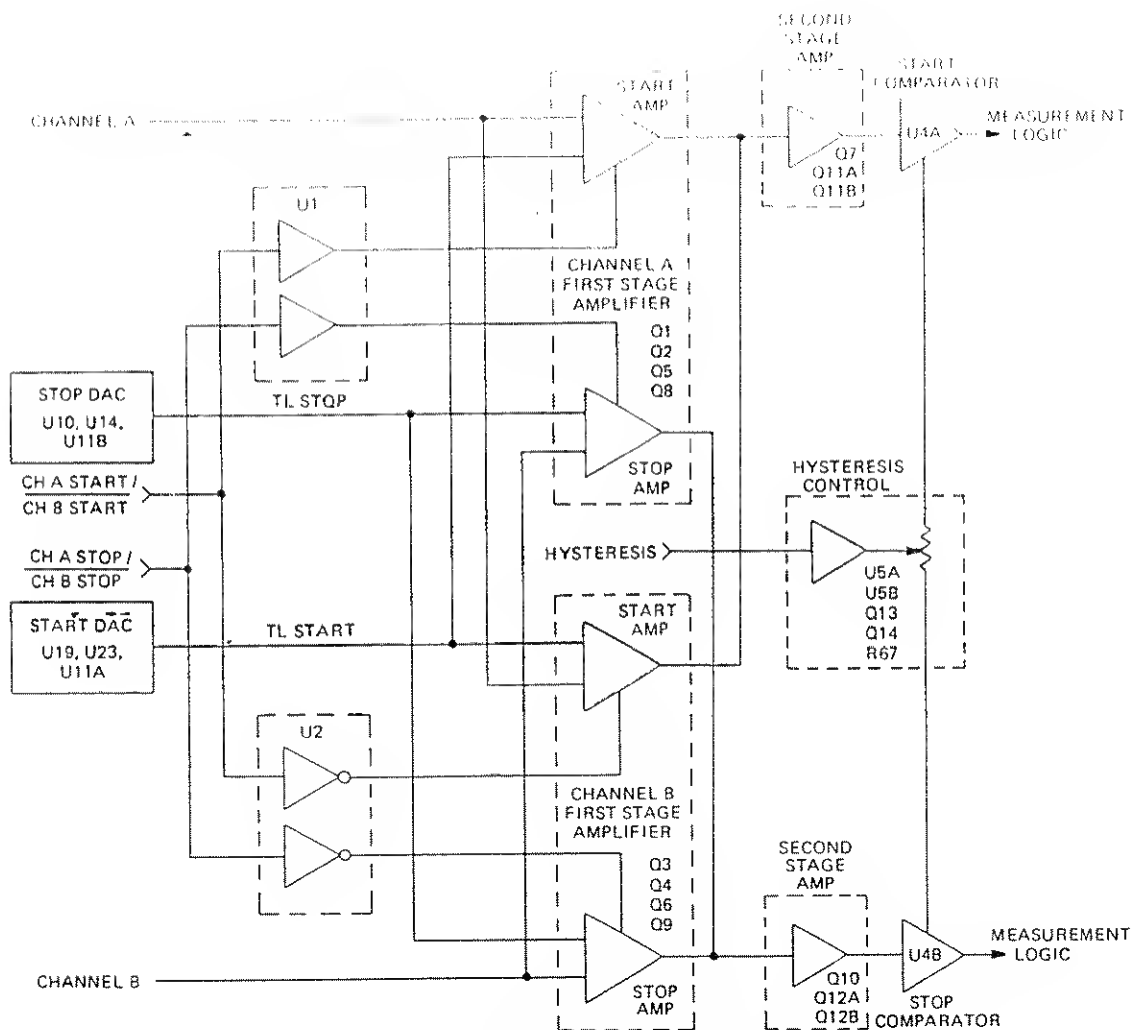 SECOND
STAGE
AMP
START
COMPARATOR
START
AMP
CHANNEL A
U4A
MEASUREMENT
LOGIC
Q7
Q11A
Q11B
U1
CHANNEL A
FIRST STAGE
AMPLIFIER
Q1
Q2
Q5
Q8
STOP DAC
U10, U14,
U11B
TL STOP
STOP
AMP
CH A START /
CH B START
HYSTERESIS
CONTROL
HYSTERESIS
CH A STOP /
CH B STOP
U5A
U5B
Q13
Q14
R67
START DAC
U19, U23,
U11A
TL START
START
AMP
U2
CHANNEL B
FIRST STAGE
AMPLIFIER
Q3
Q4
Q6
Q9
SECOND
STAGE
AMP
U4B
MEASUREMENT
LOGIC
Q10
Q12A
Q12B
CHANNEL B
STOP
AMP
STOP
COMPARATOR